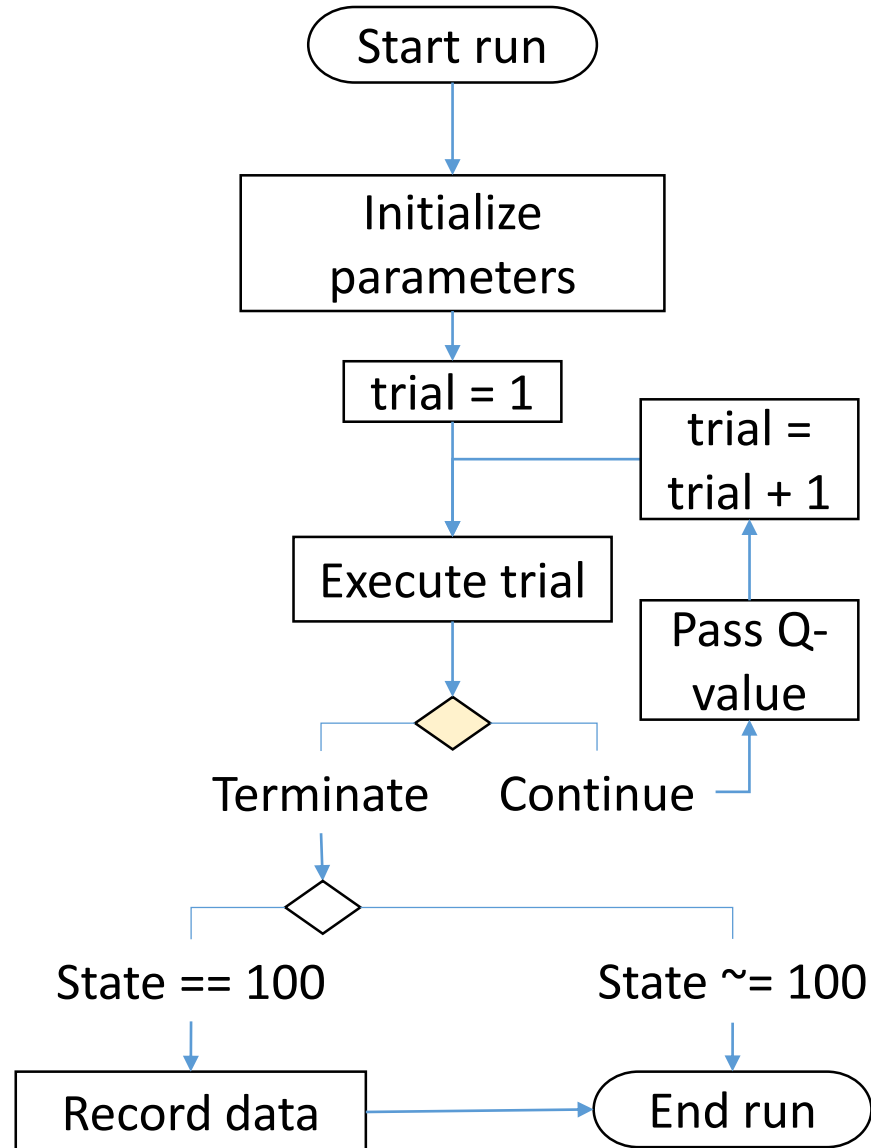 Start run
Initialize
parameters
trial = 1
trial =
trial + 1
Execute trial
Pass Q-
value
Terminate
Continue
State == 100
State ~= 100
Record data
End run